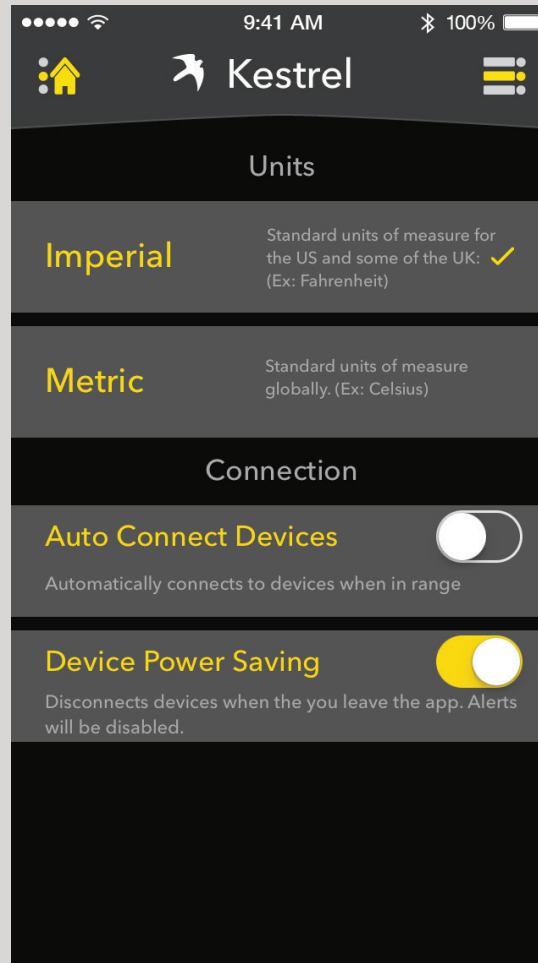 9:41 AM 100%
Kestrel
Units
Imperial
Standard units of measure for
the US and some of the UK:
(Ex: Fahrenheit)
Metric
Standard units of measure
globally. (Ex: Celsius)
Connection
Auto Connect Devices
Automatically connects to devices when in range
Device Power Saving
Disconnects devices when the you leave the app. Alerts
will be disabled.